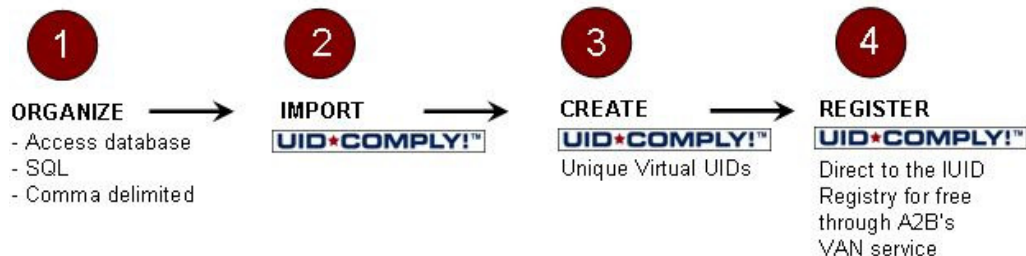 1
2
3
4
ORGANIZE
- Access database
- SQL
- Comma delimited
IMPORT
UID★COMPLY!™
CREATE
UID★COMPLY!™
Unique Virtual UIDs
REGISTER
UID★COMPLY!™
Direct to the IUID
Registry for free
through A2B's
VAN service